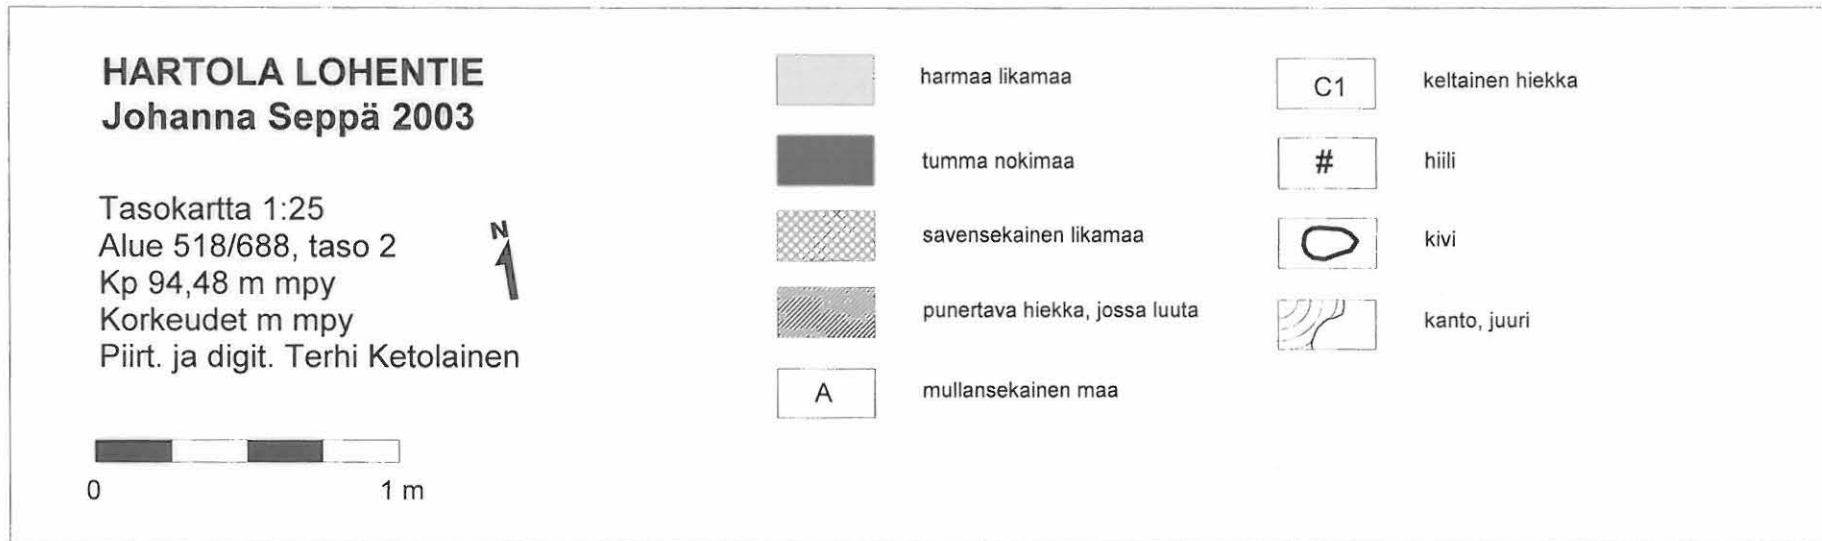 HARTOLA LOHENTIE
Johanna Seppä 2003
Tasokartta 1:25
Alue 518/688, taso 2
Kp 94,48 m mpy
Korkeudet m mpy
Piirt. ja digit. Terhi Ketolainen
N
0 1 m
harmaa likamaa
tumma nokimaa
savensekainen likamaa
punertava hiekka, jossa luuta
A mullansekainen maa
C1 keltainen hiekka
# hiili
kivi
kanto, juuri